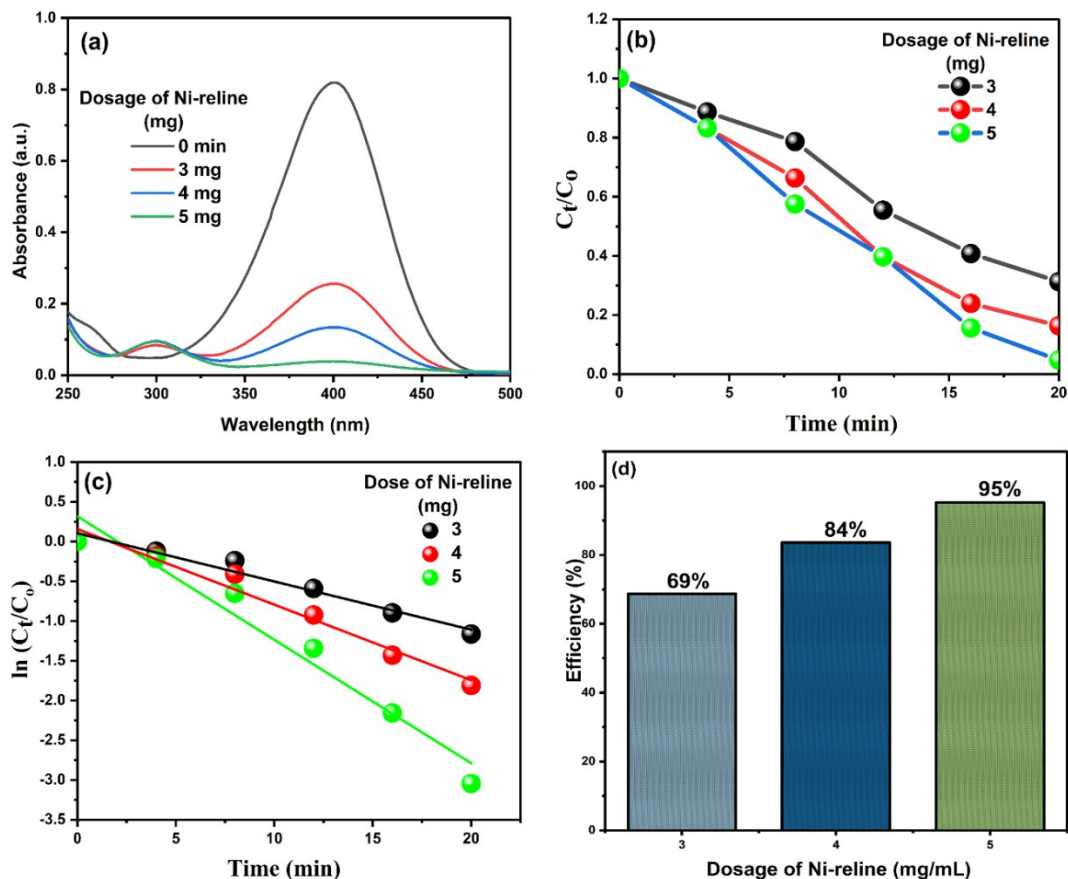 (a)
Dosage of Ni-reline
(mg)
0 min
3 mg
4 mg
5 mg
1.0
0.8
0.6
0.4
0.2
0.0
Absorbance (a.u.)
250 300 350 400 450 500
Wavelength (nm)
(b)
Dosage of Ni-reline
(mg)
3
4
5
1.2
1.0
0.8
0.6
0.4
0.2
0.0
Ct/Co
0 5 10 15 20
Time (min)
(c)
Dose of Ni-reline
(mg)
3
4
5
1.0
0.5
0.0
-0.5
-1.0
-1.5
-2.0
-2.5
-3.0
-3.5
ln (Ct/Co)
0 5 10 15 20
Time (min)
(d)
69%
84%
95%
100
80
60
40
20
0
Efficiency (%)
3 4 5
Dosage of Ni-reline (mg/mL)